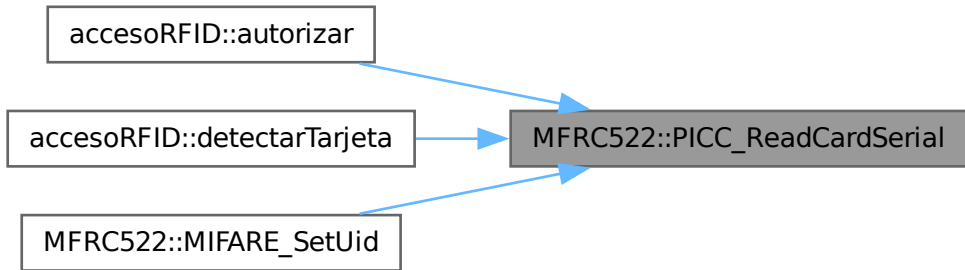 accesoRFID::autorizar
accesoRFID::detectarTarjeta
MFRC522::PICC_ReadCardSerial
MFRC522::MIFARE_SetUid